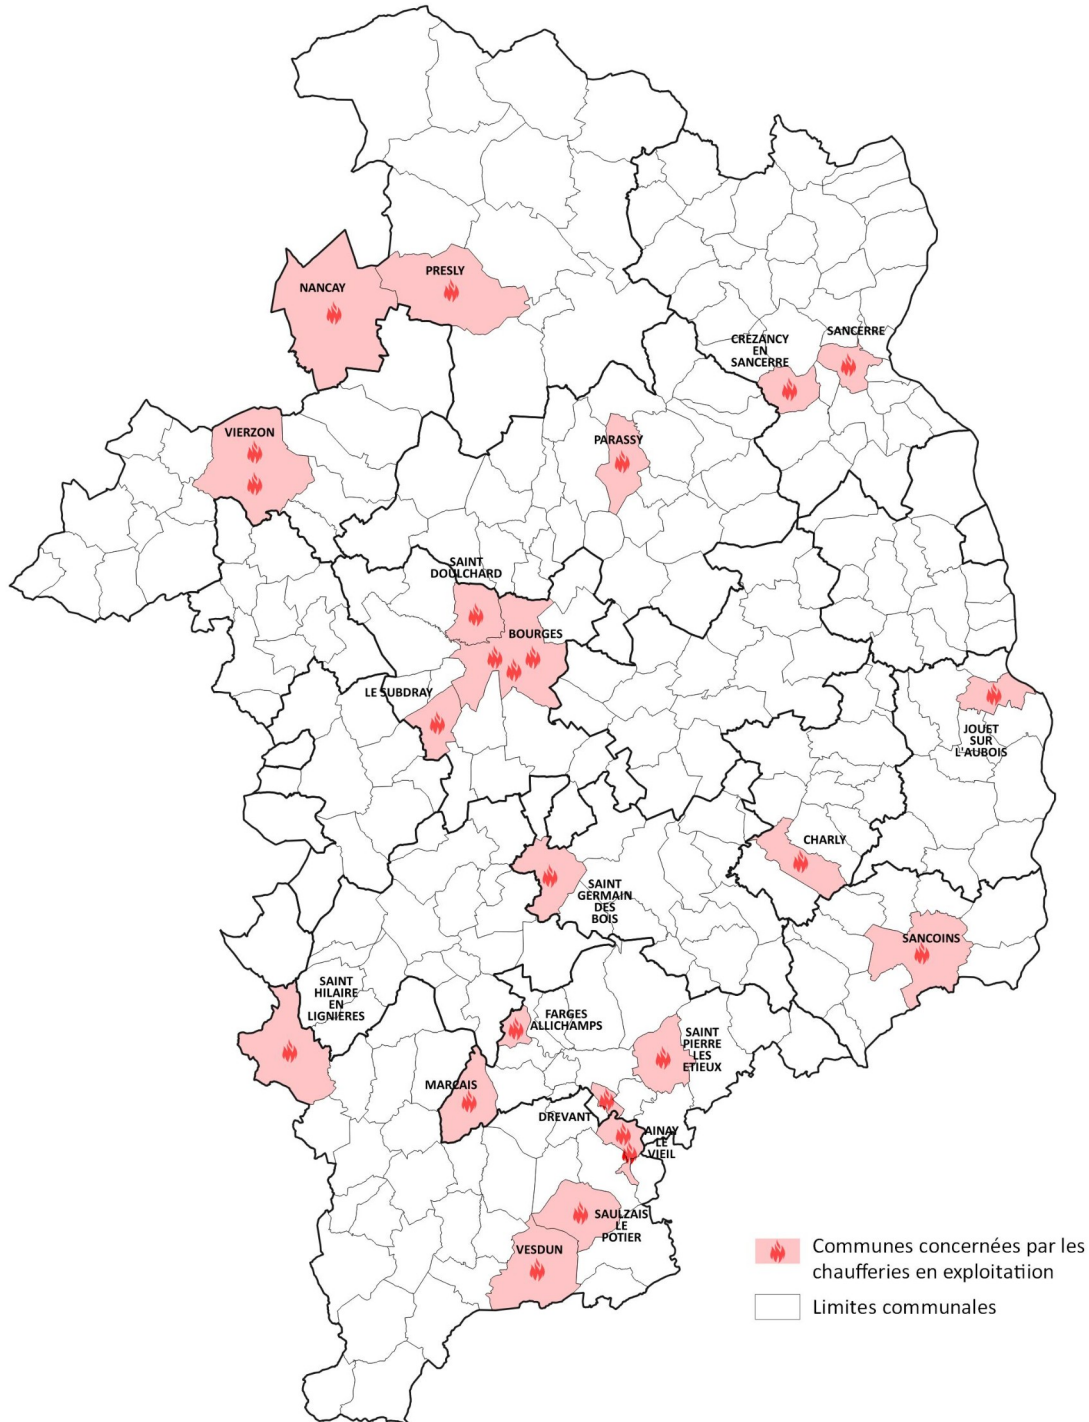 PRESLY
NANCAY
SANCERRE
CREZANCY
EN
SANCERRE
VIERZON
PARASSY
SAINT
DOULCHARD
BOURGES
LE SUBDRAY
JOUET
SUR
L'AUBOIS
CHARLY
SAINT
GERMAIN
DES
BOIS
SANCOINS
SAINT
HILAIRE
EN
LIGNIÈRES
FARGES
ALLICHAMPS
SAINT
PIERRE
LES
ETIEUX
MARCAIS
DREVANT
AINAY
LE
VIEIL
SAULZAIS
LE
POTIER
VESDUN
Communes concernées par les
chaufferies en exploitatiion
Limites communales